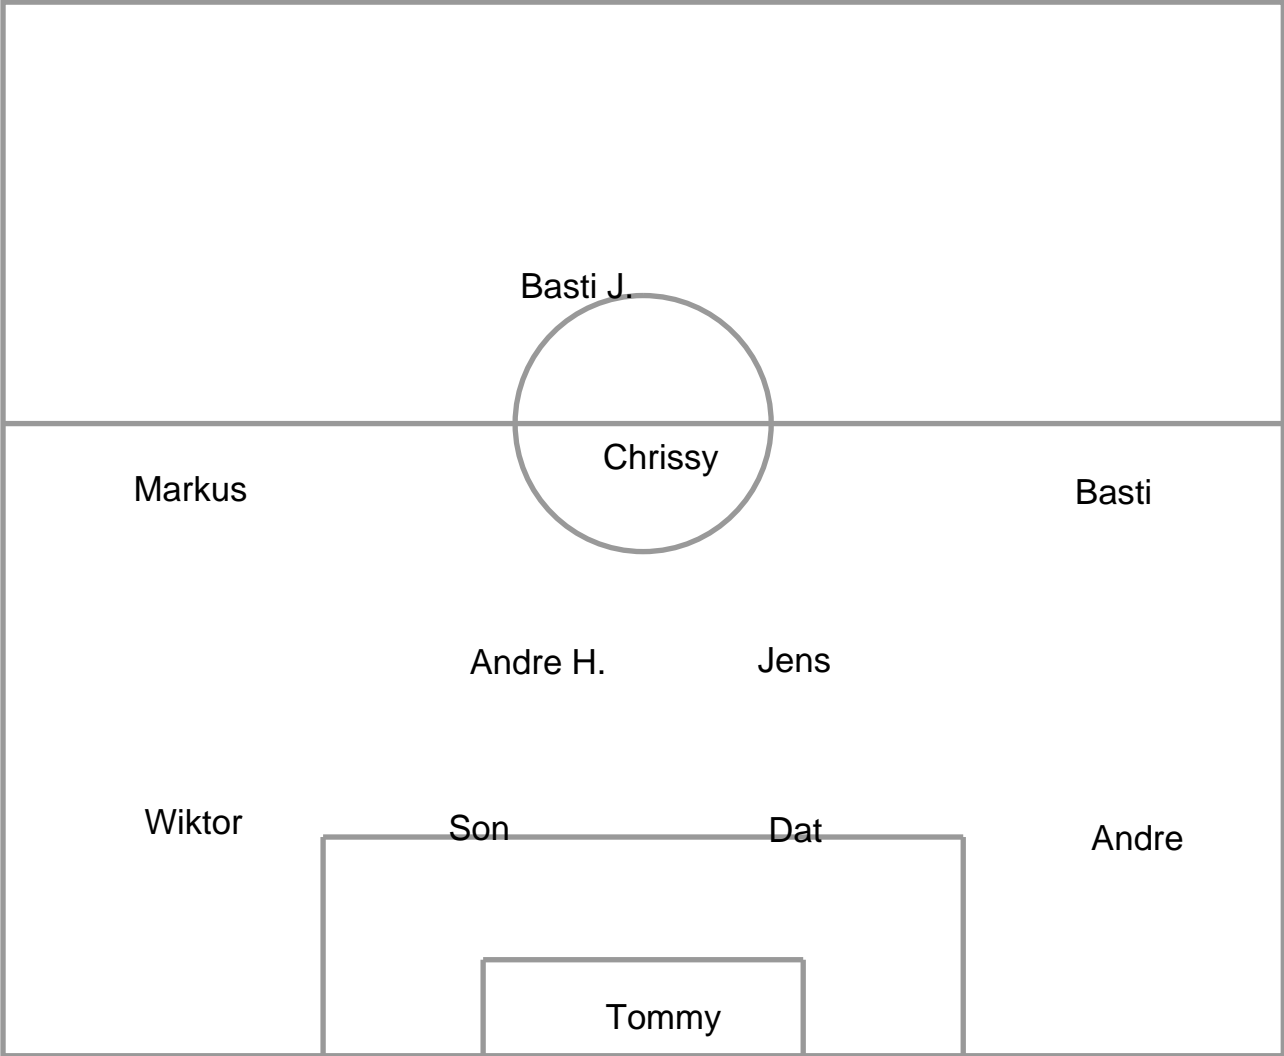 Basti J.
Chrissy
Markus
Basti
Andre H.
Jens
Wiktor
Son
Dat
Andre
Tommy